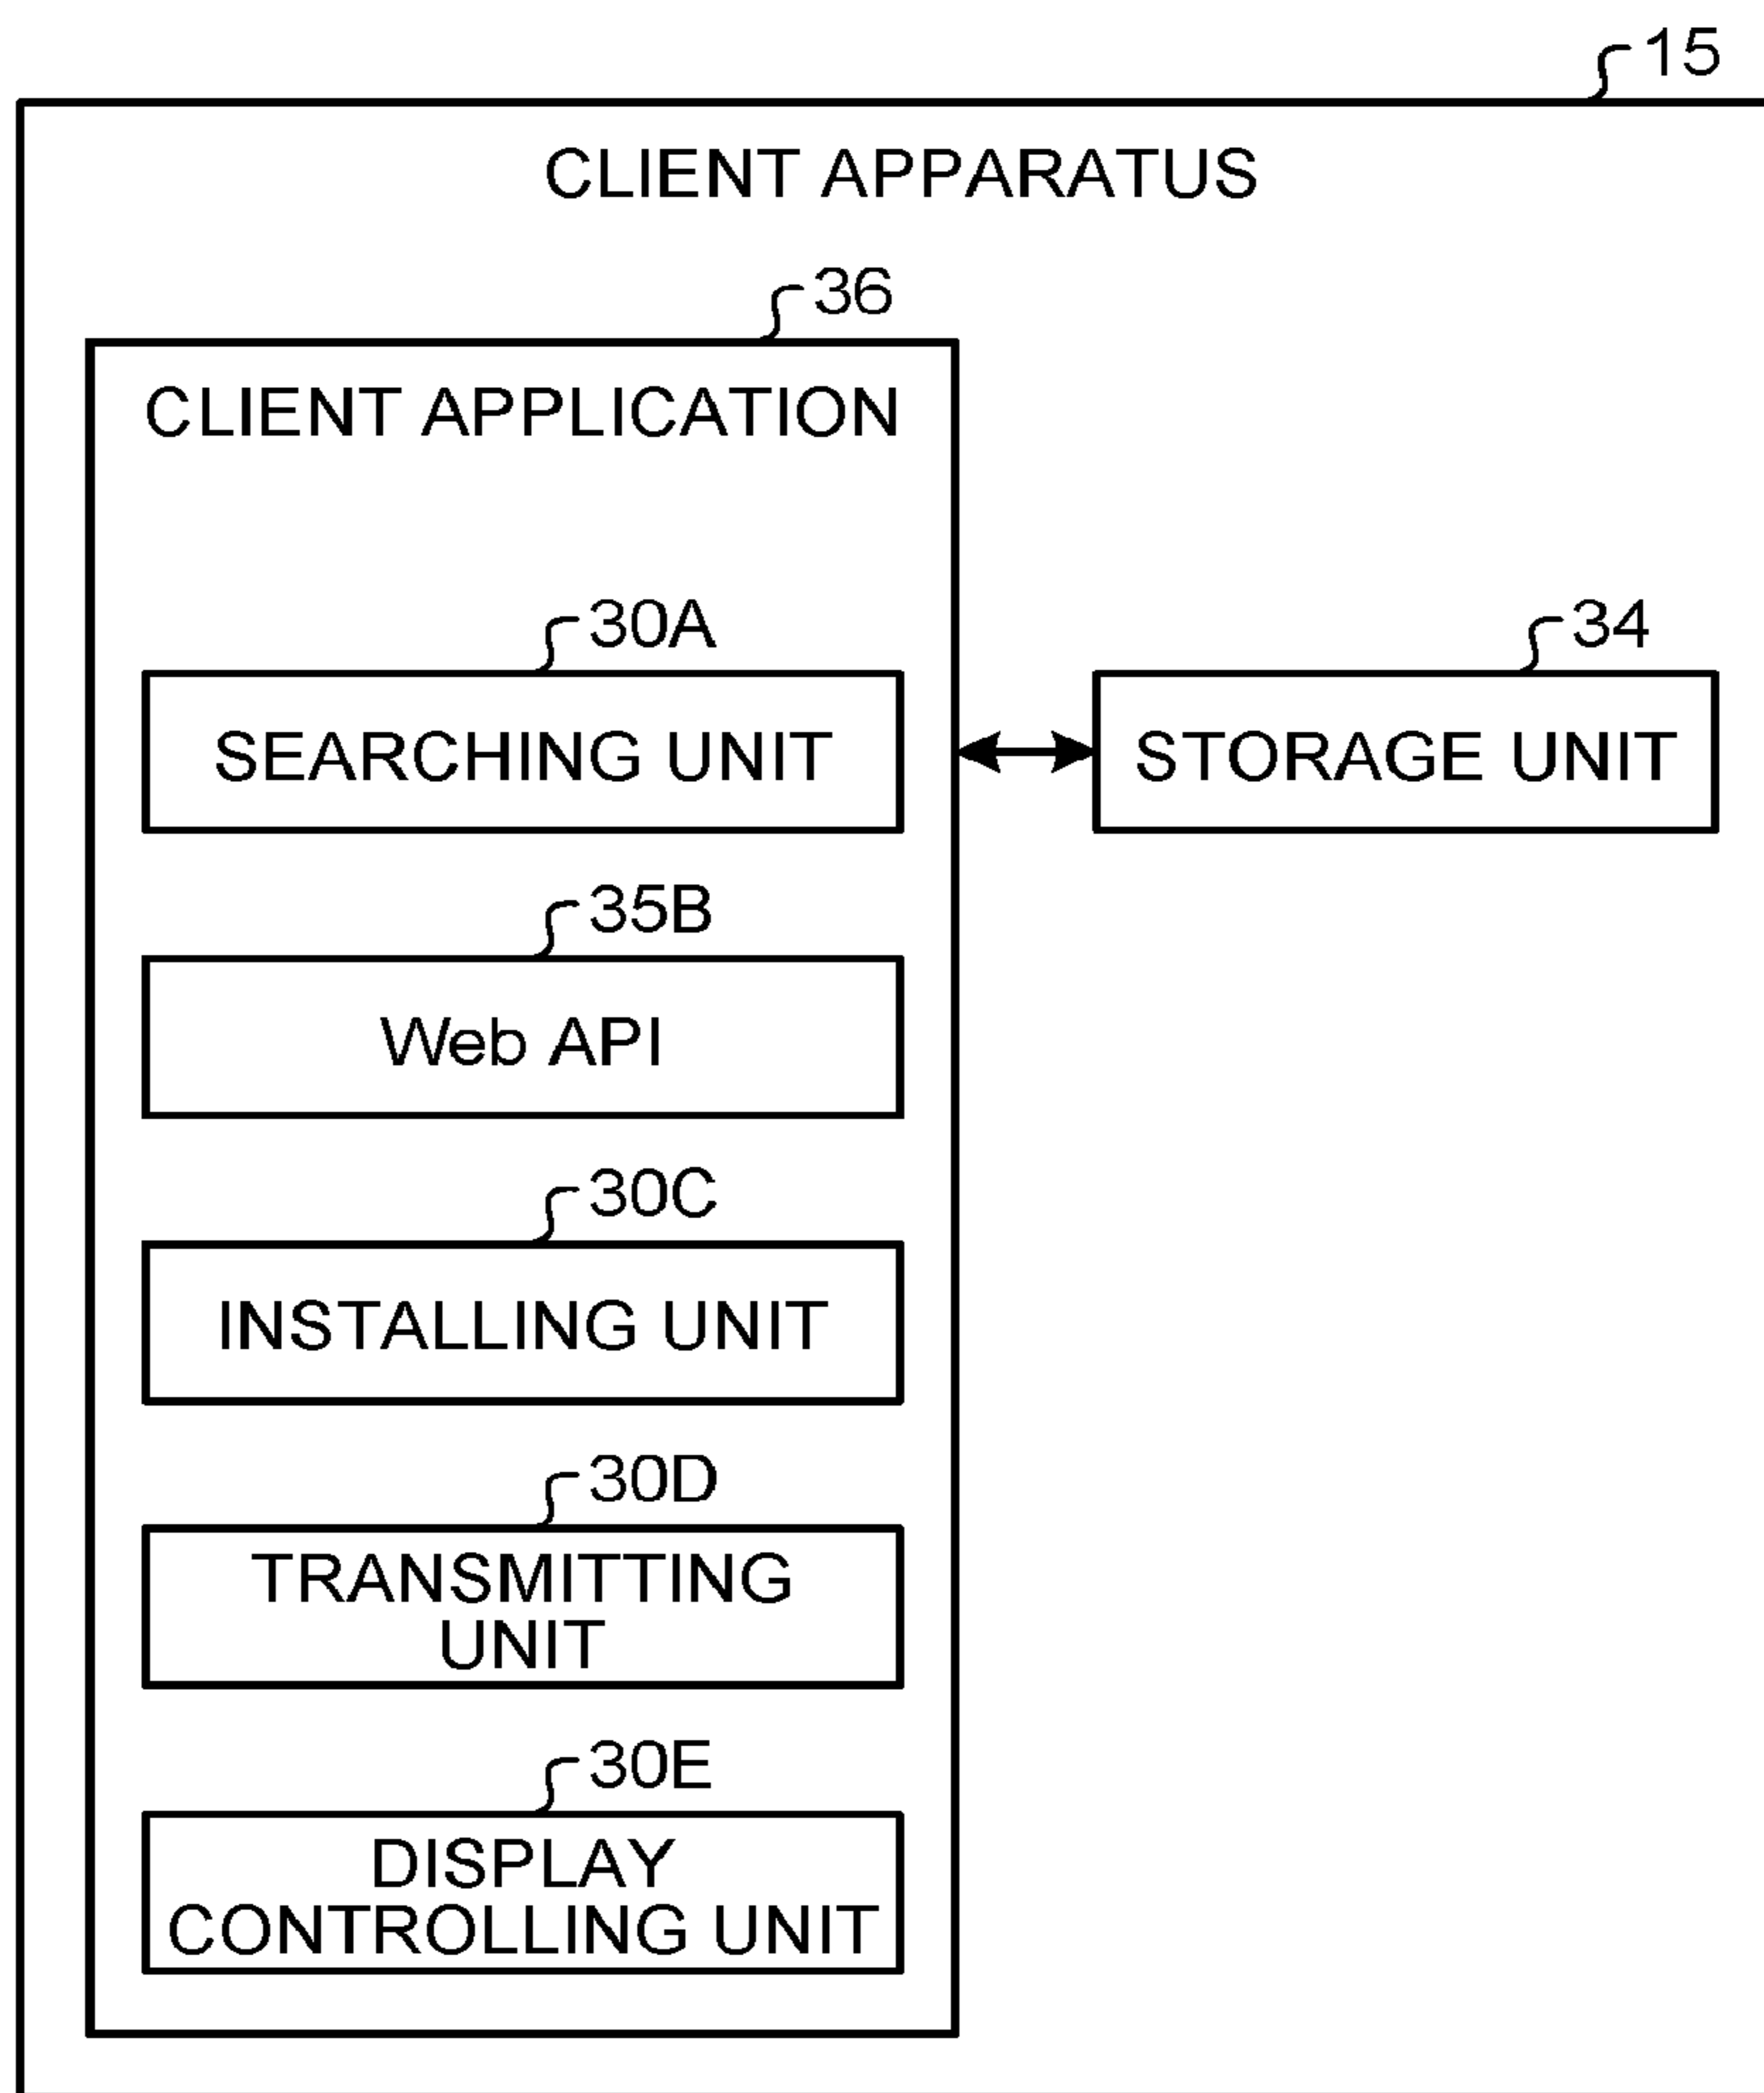 15
CLIENT APPARATUS
36
CLIENT APPLICATION
30A
SEARCHING UNIT
34
STORAGE UNIT
35B
Web API
30C
INSTALLING UNIT
30D
TRANSMITTING
UNIT
30E
DISPLAY
CONTROLLING UNIT